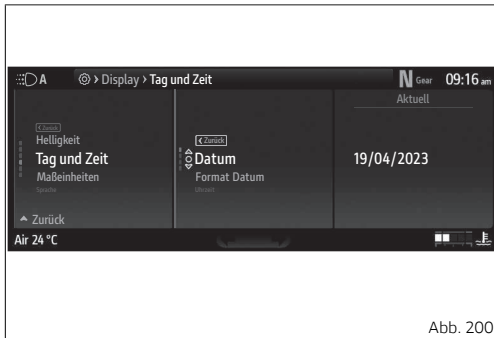 A
> Display > Tag und Zeit
N Gear 09:16 am
Zurück
Helligkeit
Tag und Zeit
Maßeinheiten
Sprache
Zurück
Zurück
Datum
Format Datum
Uhrzeit
Aktuell
19/04/2023
Air 24 °C
Abb. 200